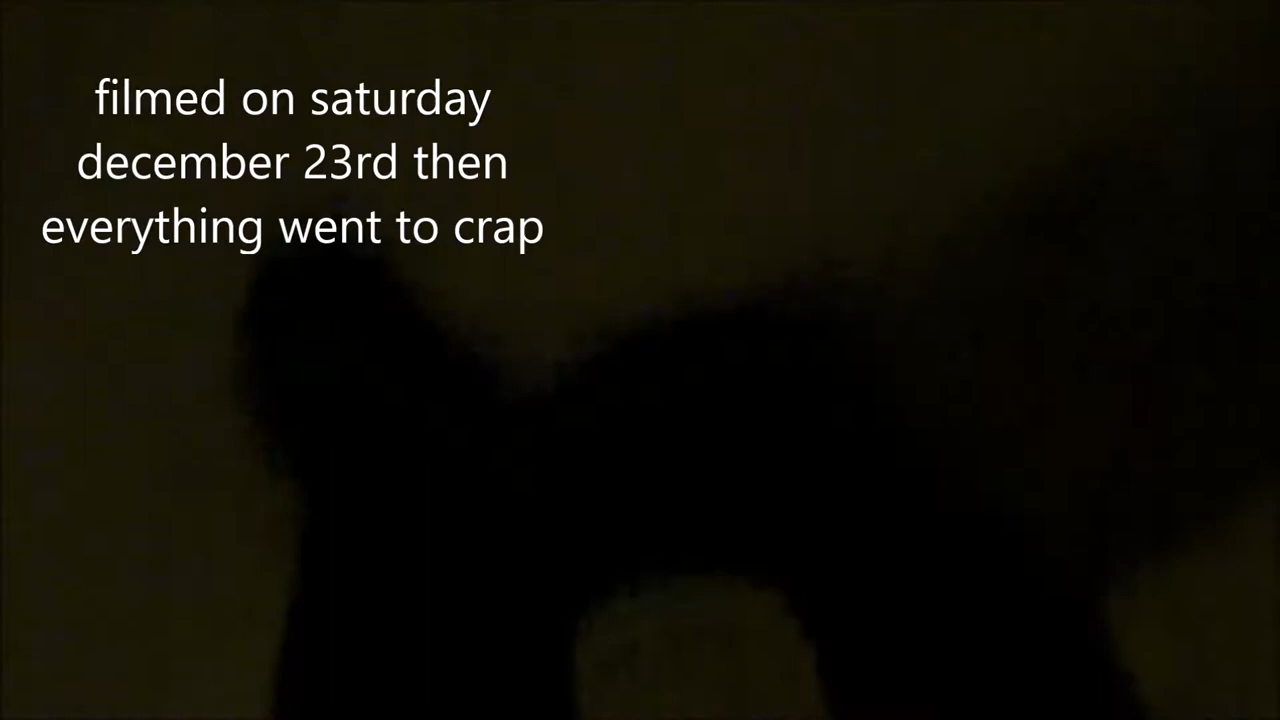 filmed on saturday
december 23rd then
everything went to crap